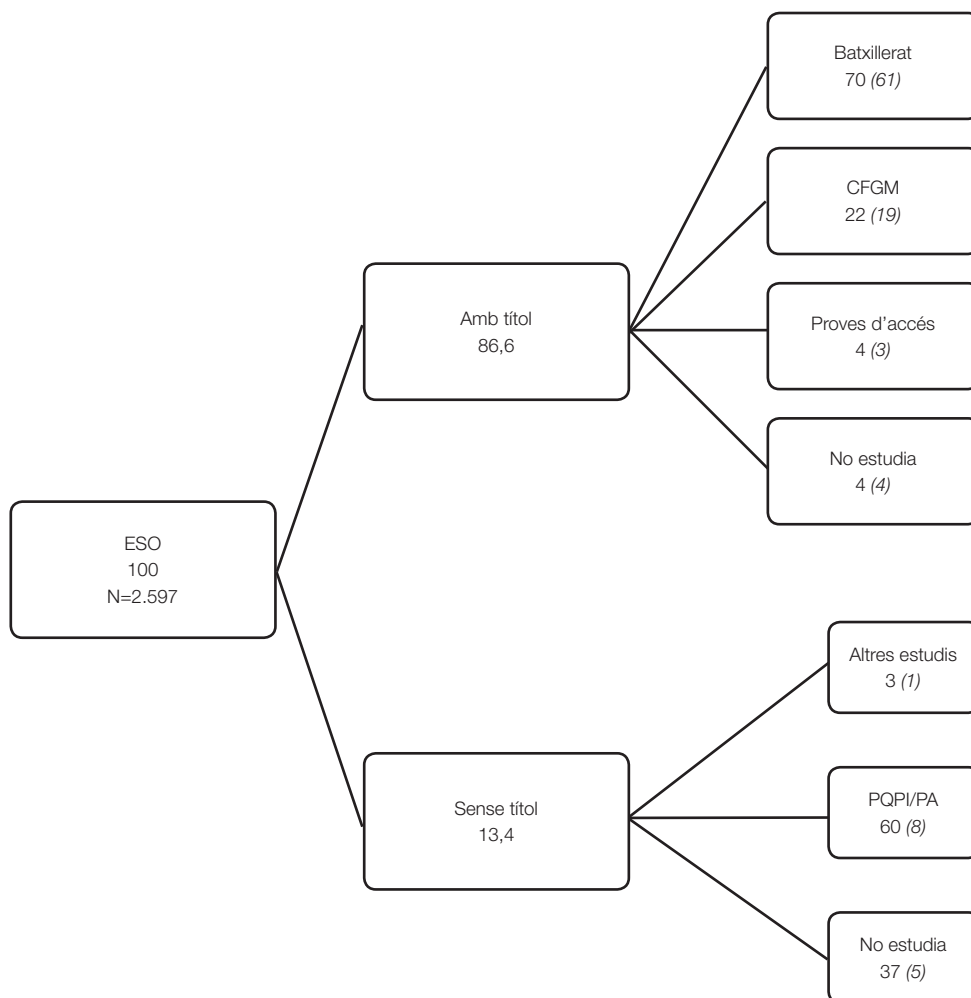 Batxillerat
70 (61)
CFGM
22 (19)
Proves d'accés
4 (3)
No estudia
4 (4)
Amb títol
86,6
ESO
100
N=2.597
Sense títol
13,4
Altres estudis
3 (1)
PQPI/PA
60 (8)
No estudia
37 (5)